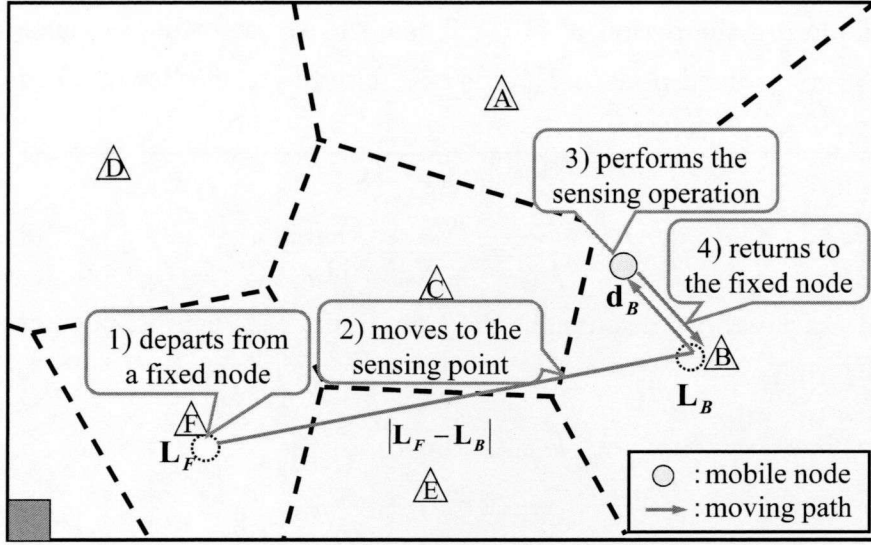 A
D
3) performs the
sensing operation
4) returns to
the fixed node
C
d_B
1) departs from
a fixed node
2) moves to the
sensing point
B
L_B
F
L_F
|L_F − L_B|
E
: mobile node
: moving path